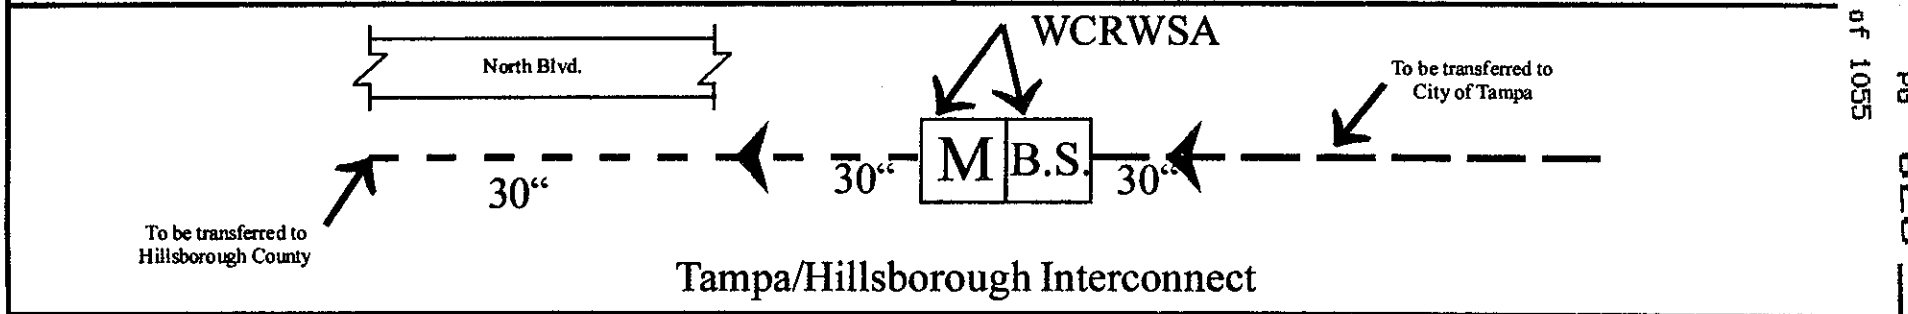 WCRWSA
North Blvd.
To be transferred to
City of Tampa
M
B.S.
30“
30“
30“
To be transferred to
Hillsborough County
Tampa/Hillsborough Interconnect
of 1055